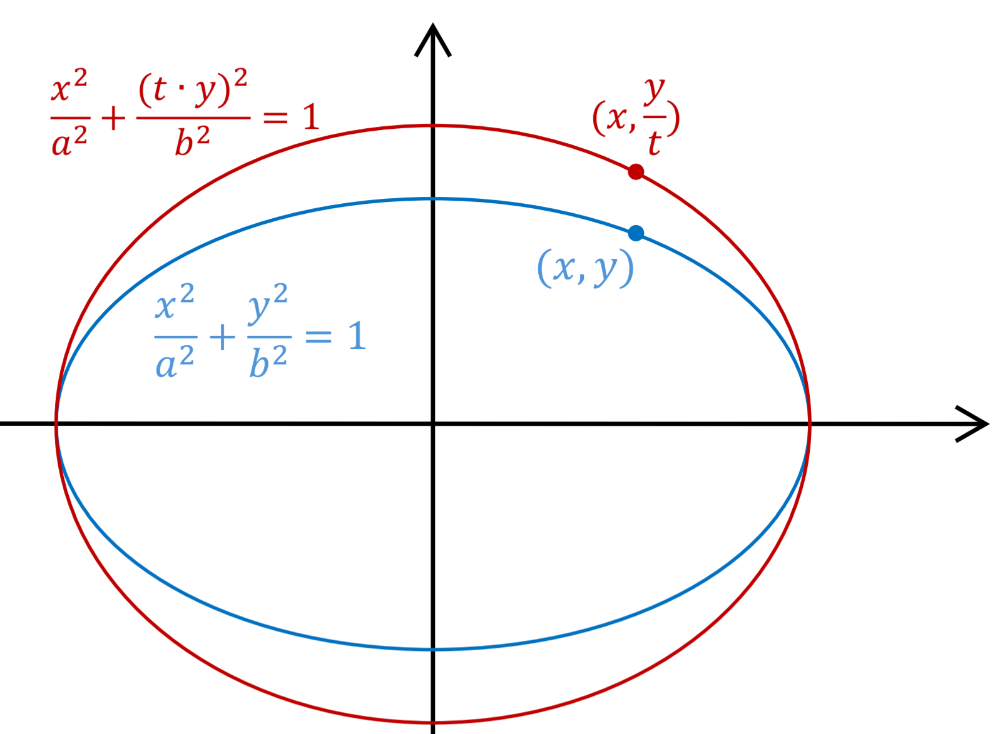 x²/a² + (t · y)²/b² = 1
(x, y/t)
(x, y)
x²/a² + y²/b² = 1